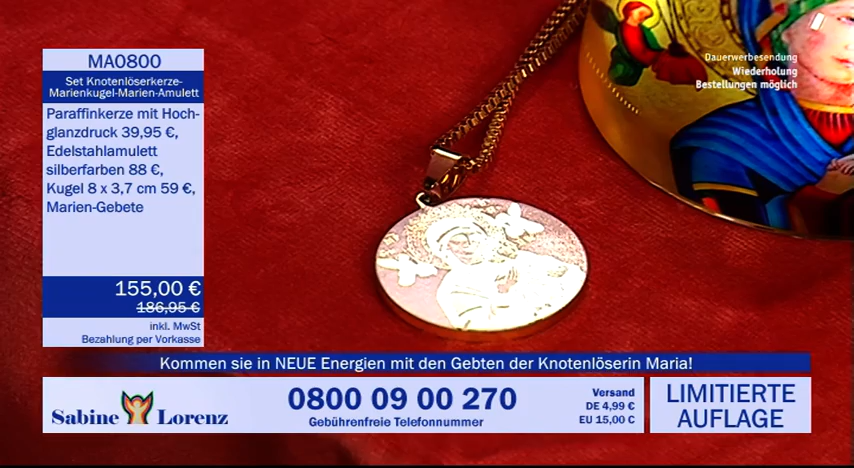 MA0800
Set Knotenlöserkerze-
Marienkugel-Marien-Amulett
Paraffinkerze mit Hoch-
glanzdruck 39,95 €,
Edelstahlamulett
silberfarben 88 €,
Kugel 8 x 3,7 cm 59 €,
Marien-Gebete
155,00 €
186,95 €
inkl. MwSt
Bezahlung per Vorkasse
Dauerwerbesendung
Wiederholung
Bestellungen möglich
Kommen sie in NEUE Energien mit den Gebten der Knotenlöserin Maria!
Sabine Lorenz
0800 09 00 270
Gebührenfreie Telefonnummer
Versand
DE 4,99 €
EU 15,00 €
LIMITIERTE
AUFLAGE